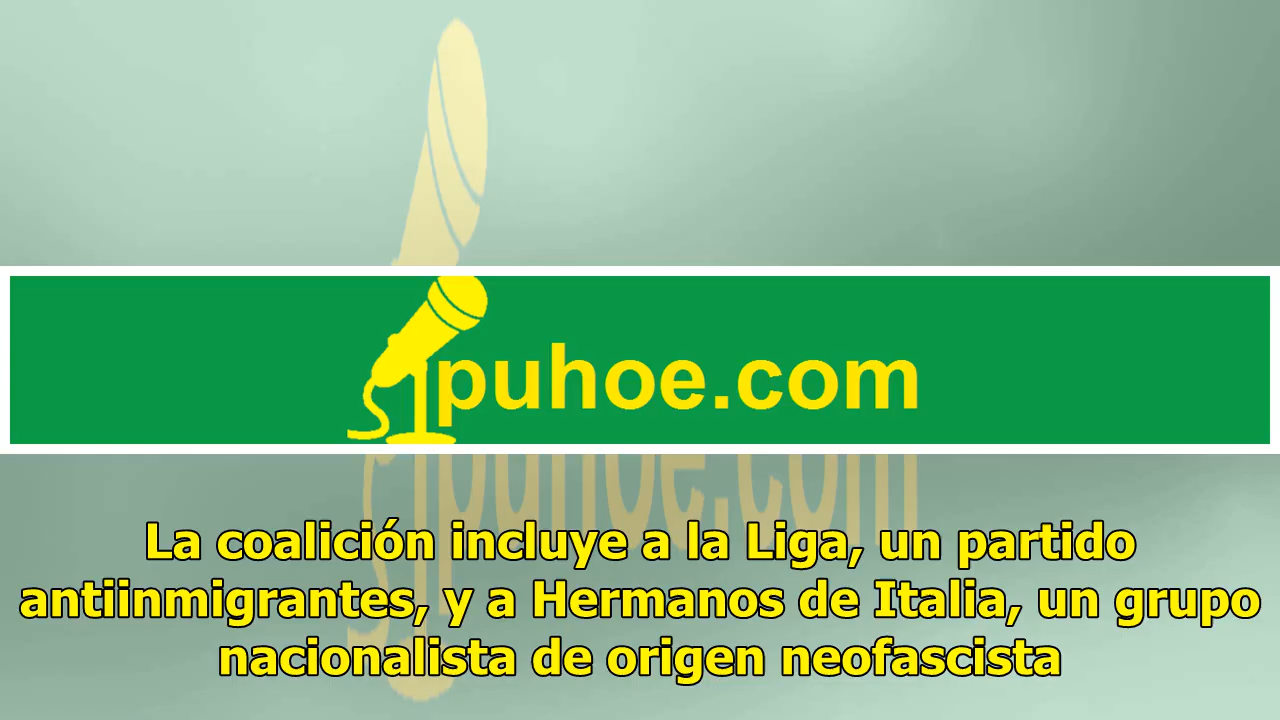 puhoe.com
La coalición incluye a la Liga, un partido
antiinmigrantes, y a Hermanos de Italia, un grupo
nacionalista de origen neofascista